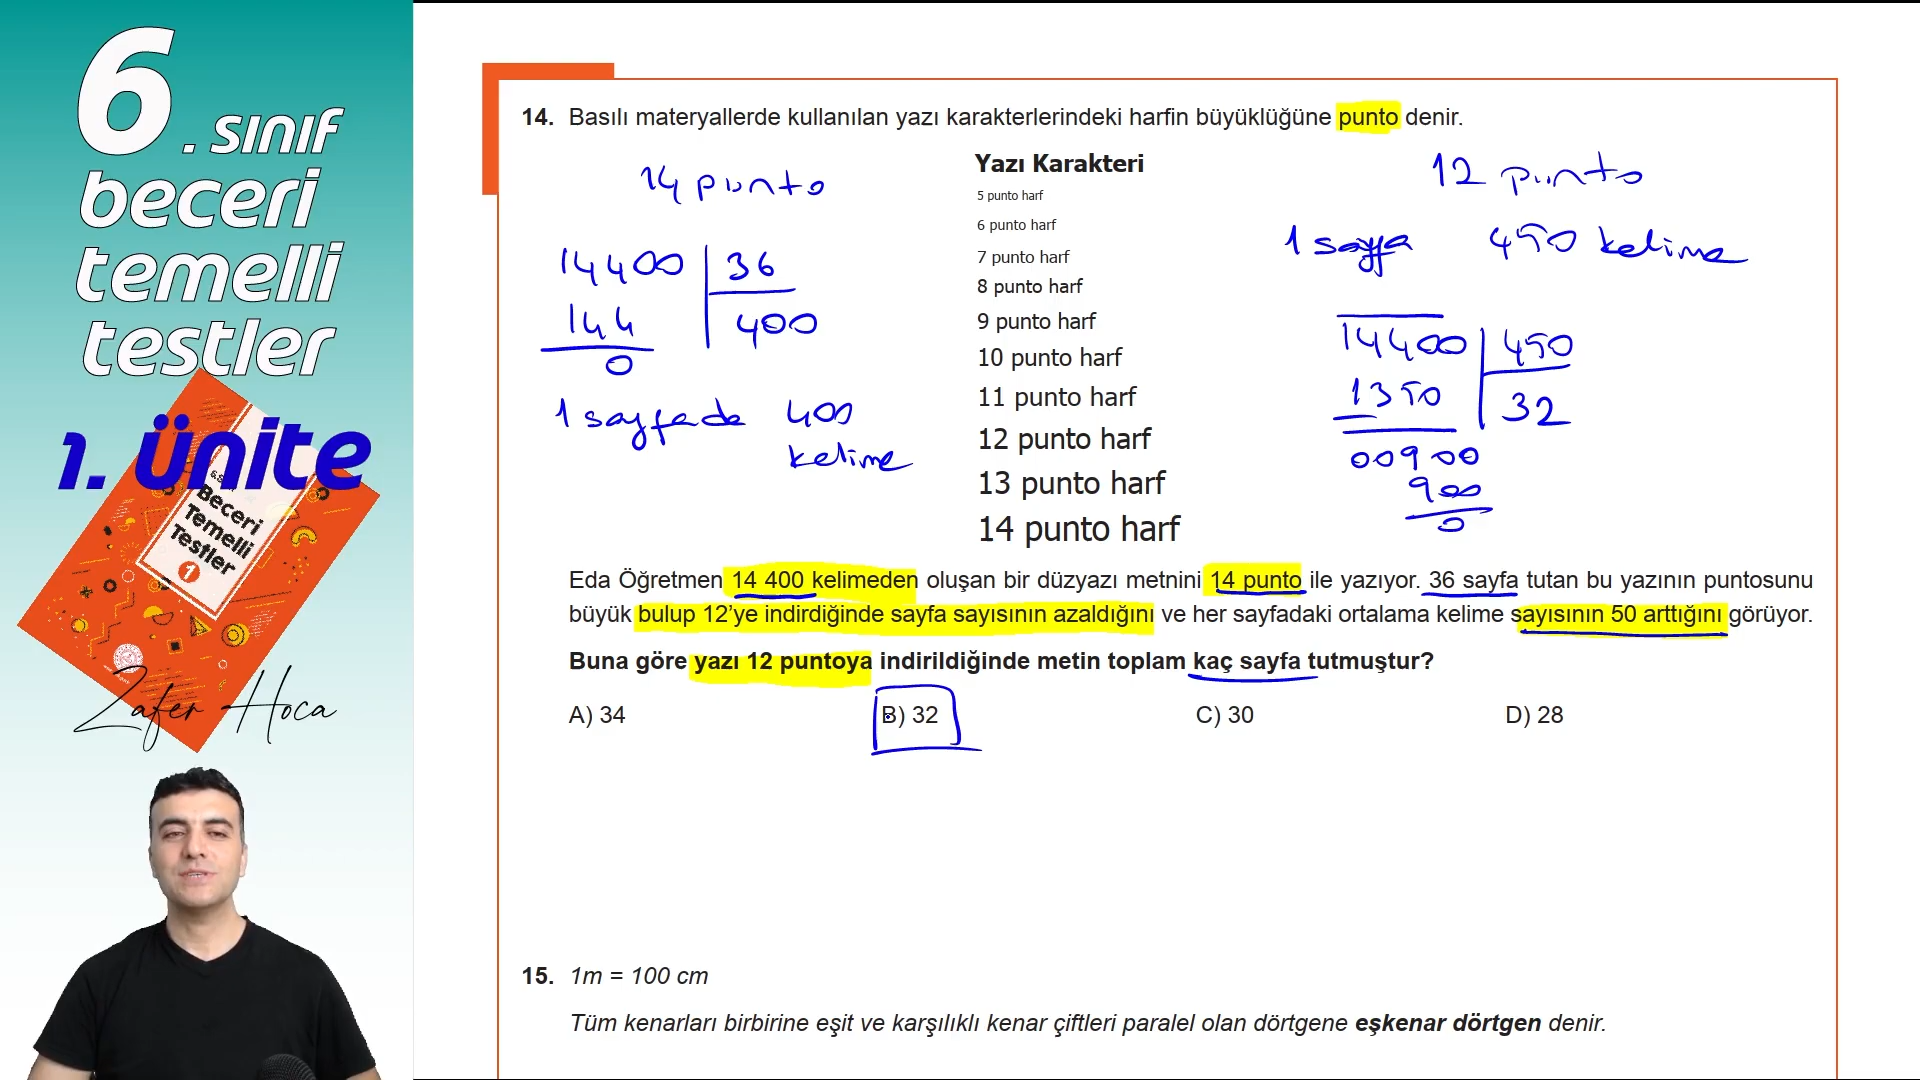 6. sınıf
beceri
temelli
testler
1. Ünite
6.Sınıf
Beceri
Temelli
Testler
1
Zafer Hoca
14. Basılı materyallerde kullanılan yazı karakterlerindeki harfin büyüklüğüne punto denir.
14 punto
14400 36
144 400
0
1 sayfada 400
kelime
Yazı Karakteri
5 punto harf
6 punto harf
7 punto harf
8 punto harf
9 punto harf
10 punto harf
11 punto harf
12 punto harf
13 punto harf
14 punto harf
12 punto
1 sayfa 450 kelime
14400 450
1350 32
00900
900
0
Eda Öğretmen 14 400 kelimeden oluşan bir düzyazı metnini 14 punto ile yazıyor. 36 sayfa tutan bu yazının puntosunu
büyük bulup 12’ye indirdiğinde sayfa sayısının azaldığını ve her sayfadaki ortalama kelime sayısının 50 arttığını görüyor.
Buna göre yazı 12 puntoya indirildiğinde metin toplam kaç sayfa tutmuştur?
A) 34 B) 32 C) 30 D) 28
15. 1m = 100 cm
Tüm kenarları birbirine eşit ve karşılıklı kenar çiftleri paralel olan dörtgene eşkenar dörtgen denir.